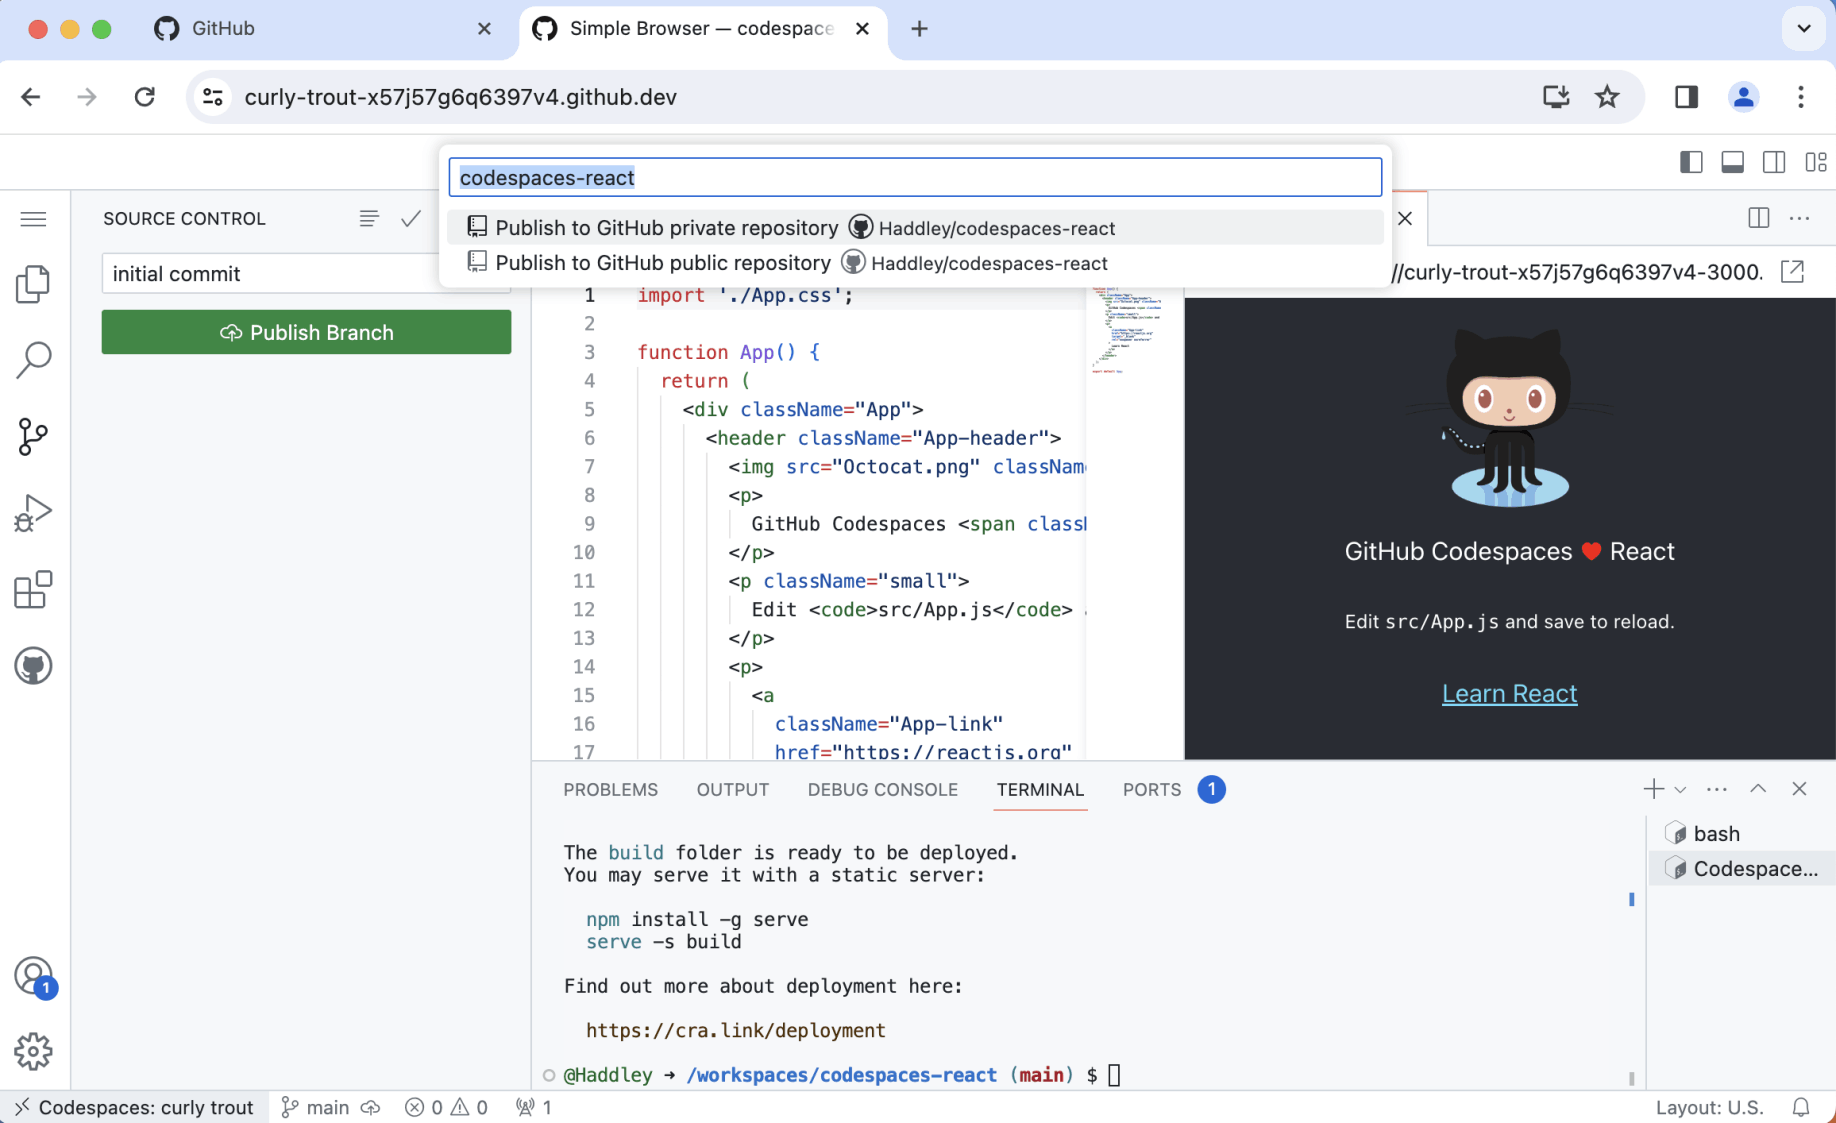 GitHub
Simple Browser — codespace
curly-trout-x57j57g6q6397v4.github.dev
codespaces-react
Publish to GitHub private repository Haddley/codespaces-react
Publish to GitHub public repository Haddley/codespaces-react
SOURCE CONTROL
initial commit
Publish Branch
//curly-trout-x57j57g6q6397v4-3000.
1 import './App.css';
2
3 function App() {
4 return (
5 <div className="App">
6 <header className="App-header">
7 <img src="Octocat.png" classNam
8 <p>
9 GitHub Codespaces <span class
10 </p>
11 <p className="small">
12 Edit <code>src/App.js</code>
13 </p>
14 <p>
15 <a
16 className="App-link"
17 href="https://reactjs.org"
GitHub Codespaces ♥ React
Edit src/App.js and save to reload.
Learn React
PROBLEMS OUTPUT DEBUG CONSOLE TERMINAL PORTS 1
The build folder is ready to be deployed.
You may serve it with a static server:
npm install -g serve
serve -s build
Find out more about deployment here:
https://cra.link/deployment
@Haddley → /workspaces/codespaces-react (main) $
bash
Codespace...
1
Codespaces: curly trout main 0 0 1 Layout: U.S.